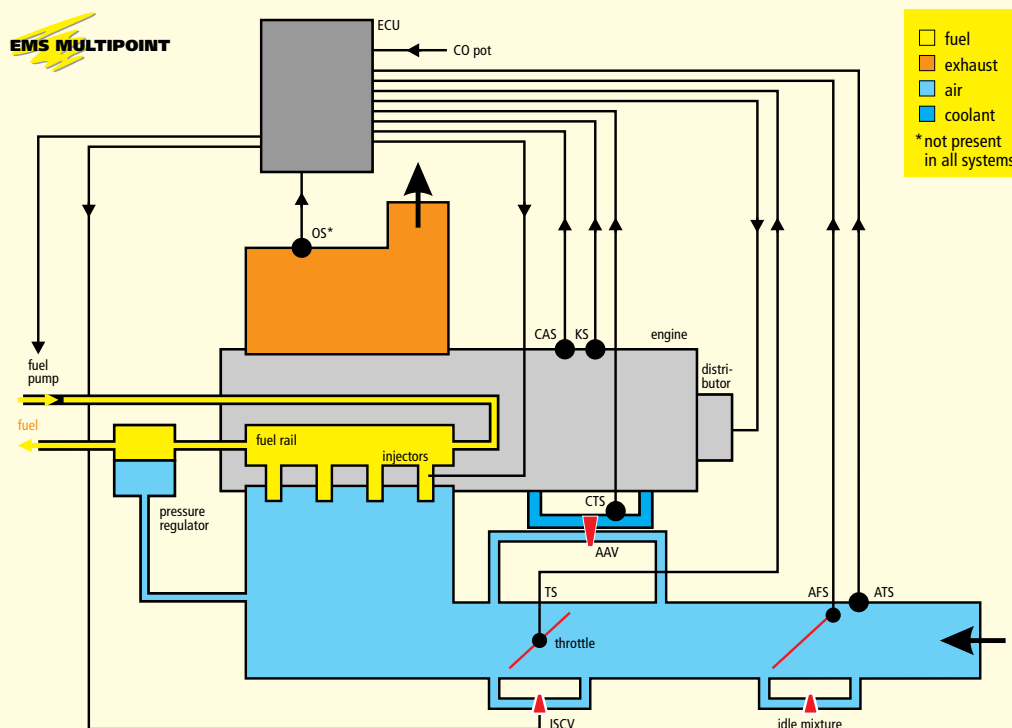 EMS MULTIPOINT
ECU
CO pot
fuel
exhaust
air
coolant
* not present
in all systems
OS*
CAS
KS
engine
fuel
pump
distri-
butor
fuel
fuel rail
injectors
pressure
regulator
CTS
AAV
TS
AFS
ATS
throttle
ISCV
idle mixture